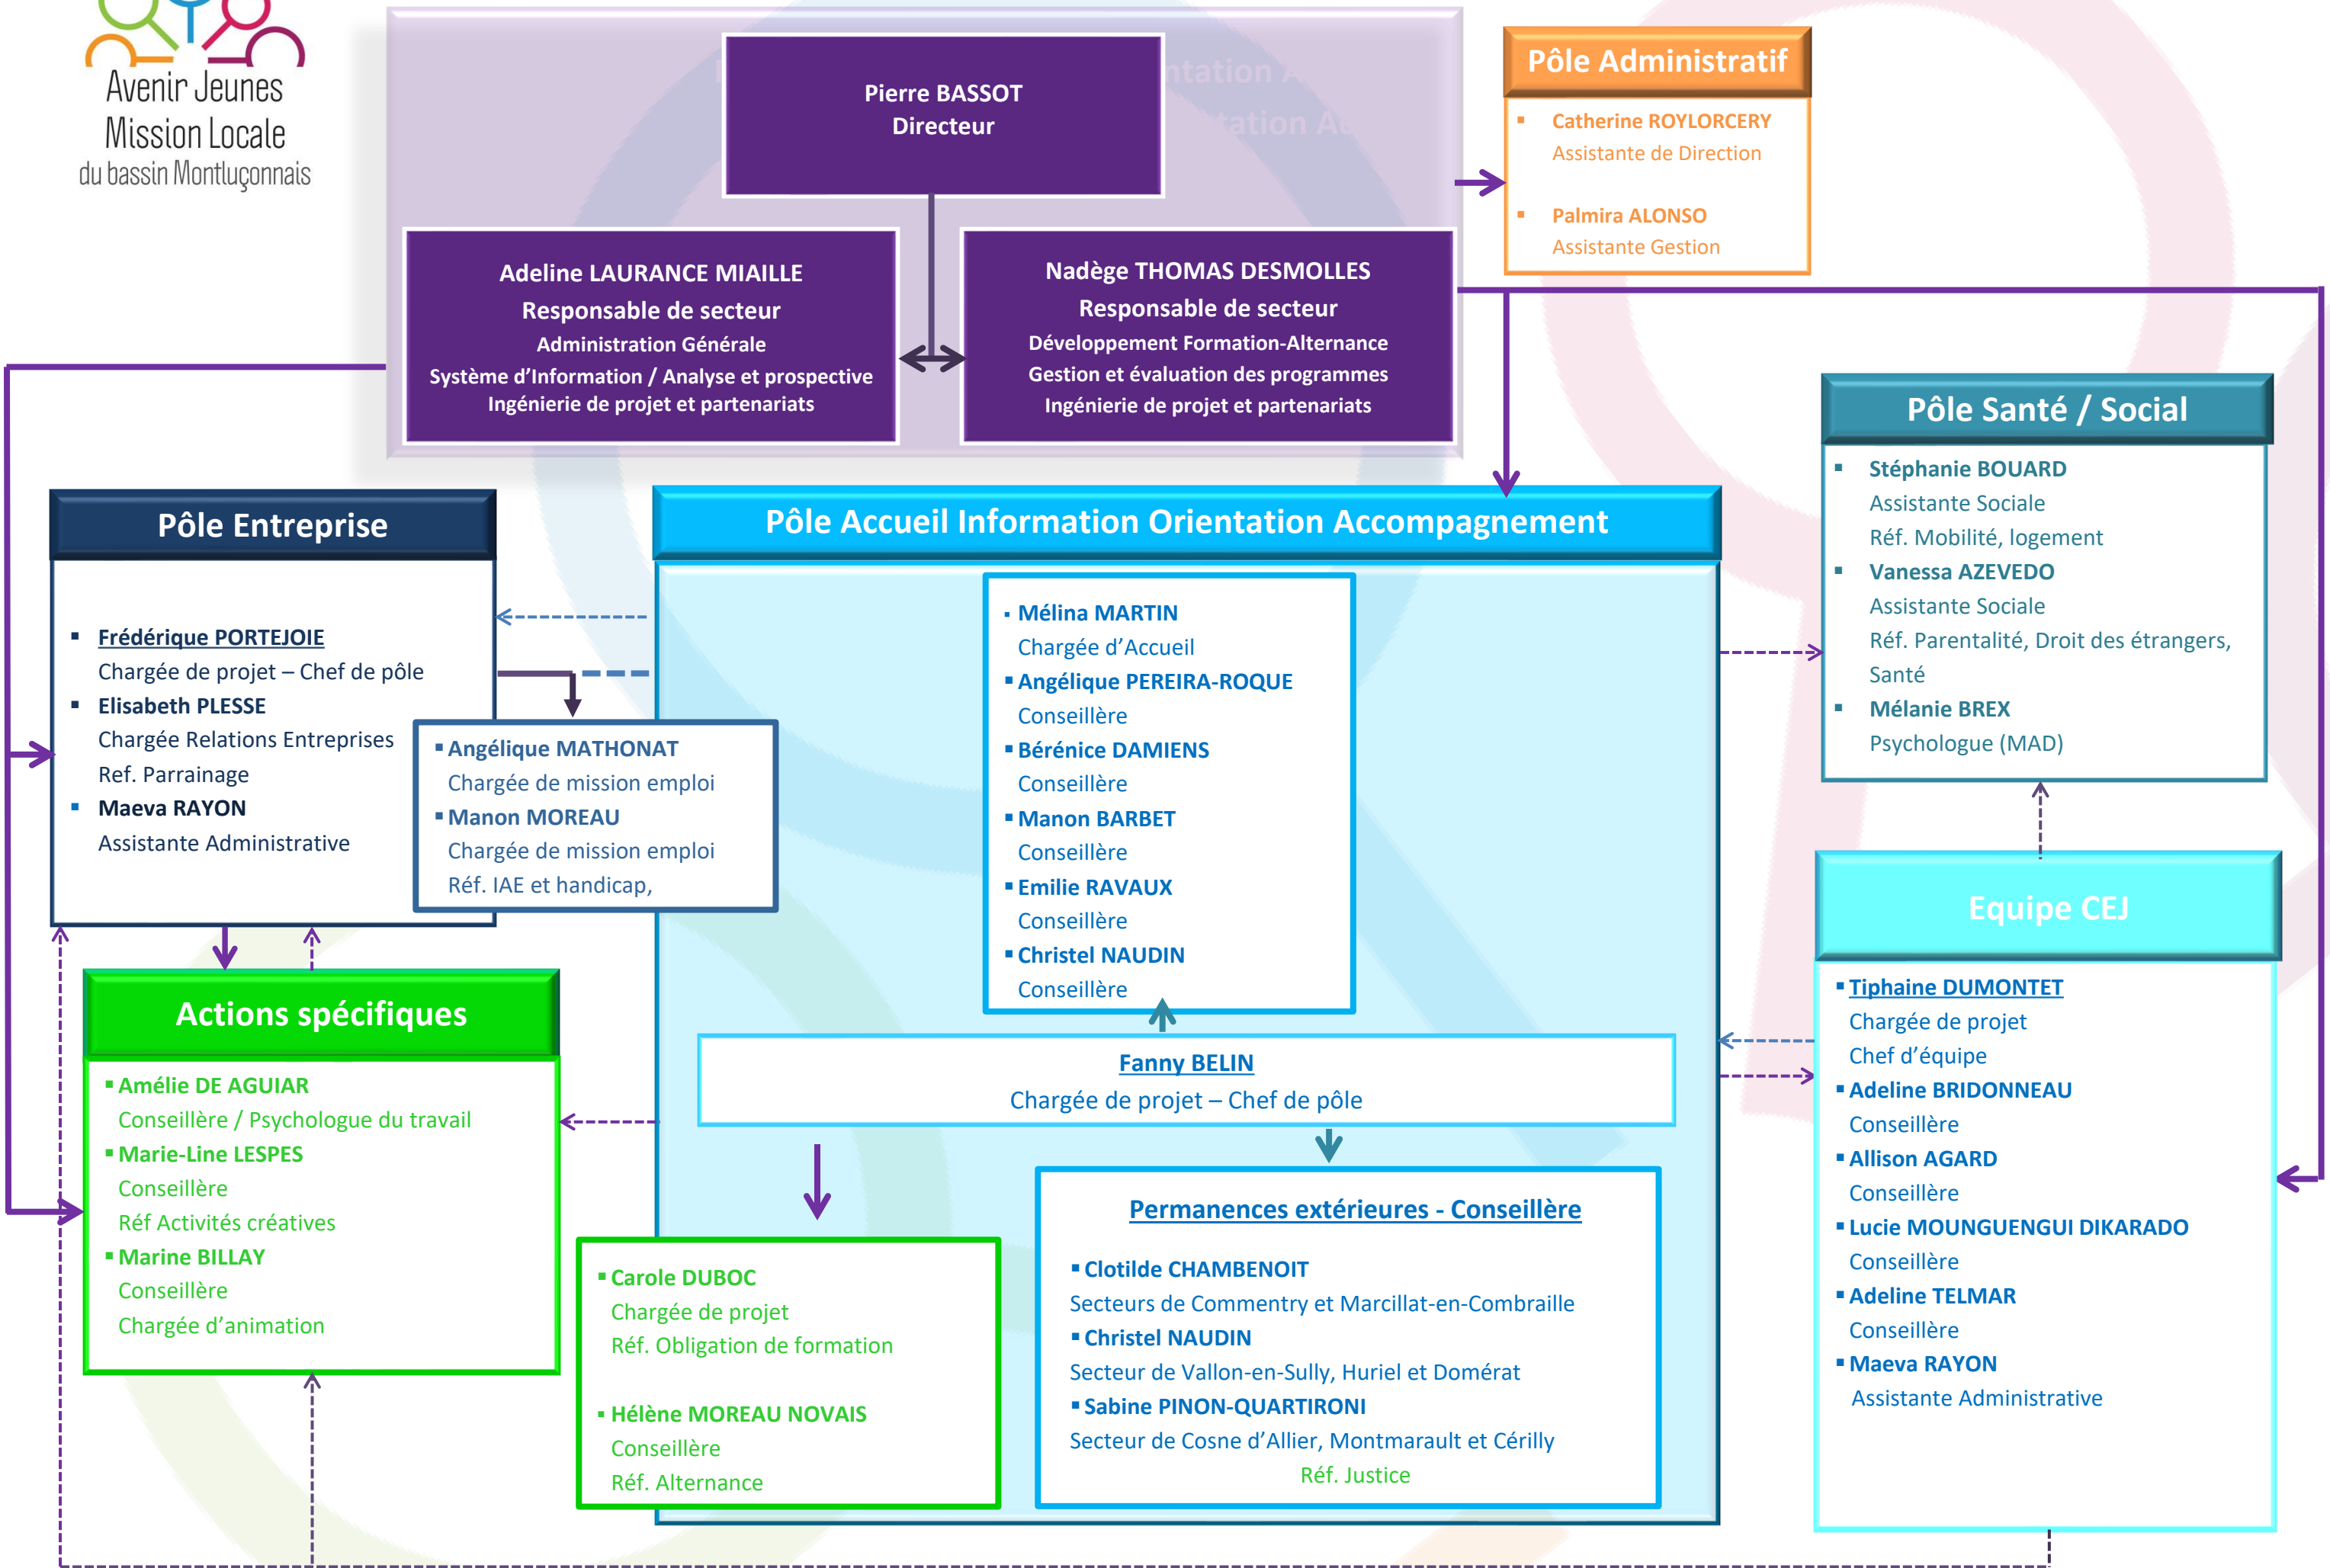 Avenir Jeunes
Mission Locale
du bassin Montluçonnais
Pierre BASSOT
Directeur
Adeline LAURANCE MIAILLE
Responsable de secteur
Administration Générale
Système d’Information / Analyse et prospective
Ingénierie de projet et partenariats
Nadège THOMAS DESMOLLES
Responsable de secteur
Développement Formation-Alternance
Gestion et évaluation des programmes
Ingénierie de projet et partenariats
Pôle Administratif
▪ Catherine ROYLORCERY
Assistante de Direction
▪ Palmira ALONSO
Assistante Gestion
Pôle Entreprise
▪ Frédérique PORTEJOIE
Chargée de projet – Chef de pôle
▪ Elisabeth PLESSE
Chargée Relations Entreprises
Ref. Parrainage
▪ Maeva RAYON
Assistante Administrative
▪ Angélique MATHONAT
Chargée de mission emploi
▪ Manon MOREAU
Chargée de mission emploi
Réf. IAE et handicap,
Pôle Accueil Information Orientation Accompagnement
▪ Mélina MARTIN
Chargée d’Accueil
▪ Angélique PEREIRA-ROQUE
Conseillère
▪ Bérénice DAMIENS
Conseillère
▪ Manon BARBET
Conseillère
▪ Emilie RAVAUX
Conseillère
▪ Christel NAUDIN
Conseillère
Fanny BELIN
Chargée de projet – Chef de pôle
▪ Carole DUBOC
Chargée de projet
Réf. Obligation de formation
▪ Hélène MOREAU NOVAIS
Conseillère
Réf. Alternance
Permanences extérieures - Conseillère
▪ Clotilde CHAMBENOIT
Secteurs de Commentry et Marcillat-en-Combraille
▪ Christel NAUDIN
Secteur de Vallon-en-Sully, Huriel et Domérat
▪ Sabine PINON-QUARTIRONI
Secteur de Cosne d’Allier, Montmarault et Cérilly
Réf. Justice
Actions spécifiques
▪ Amélie DE AGUIAR
Conseillère / Psychologue du travail
▪ Marie-Line LESPES
Conseillère
Réf Activités créatives
▪ Marine BILLAY
Conseillère
Chargée d’animation
Pôle Santé / Social
▪ Stéphanie BOUARD
Assistante Sociale
Réf. Mobilité, logement
▪ Vanessa AZEVEDO
Assistante Sociale
Réf. Parentalité, Droit des étrangers,
Santé
▪ Mélanie BREX
Psychologue (MAD)
Equipe CEJ
▪ Tiphaine DUMONTET
Chargée de projet
Chef d’équipe
▪ Adeline BRIDONNEAU
Conseillère
▪ Allison AGARD
Conseillère
▪ Lucie MOUNGUENGUI DIKARADO
Conseillère
▪ Adeline TELMAR
Conseillère
▪ Maeva RAYON
Assistante Administrative